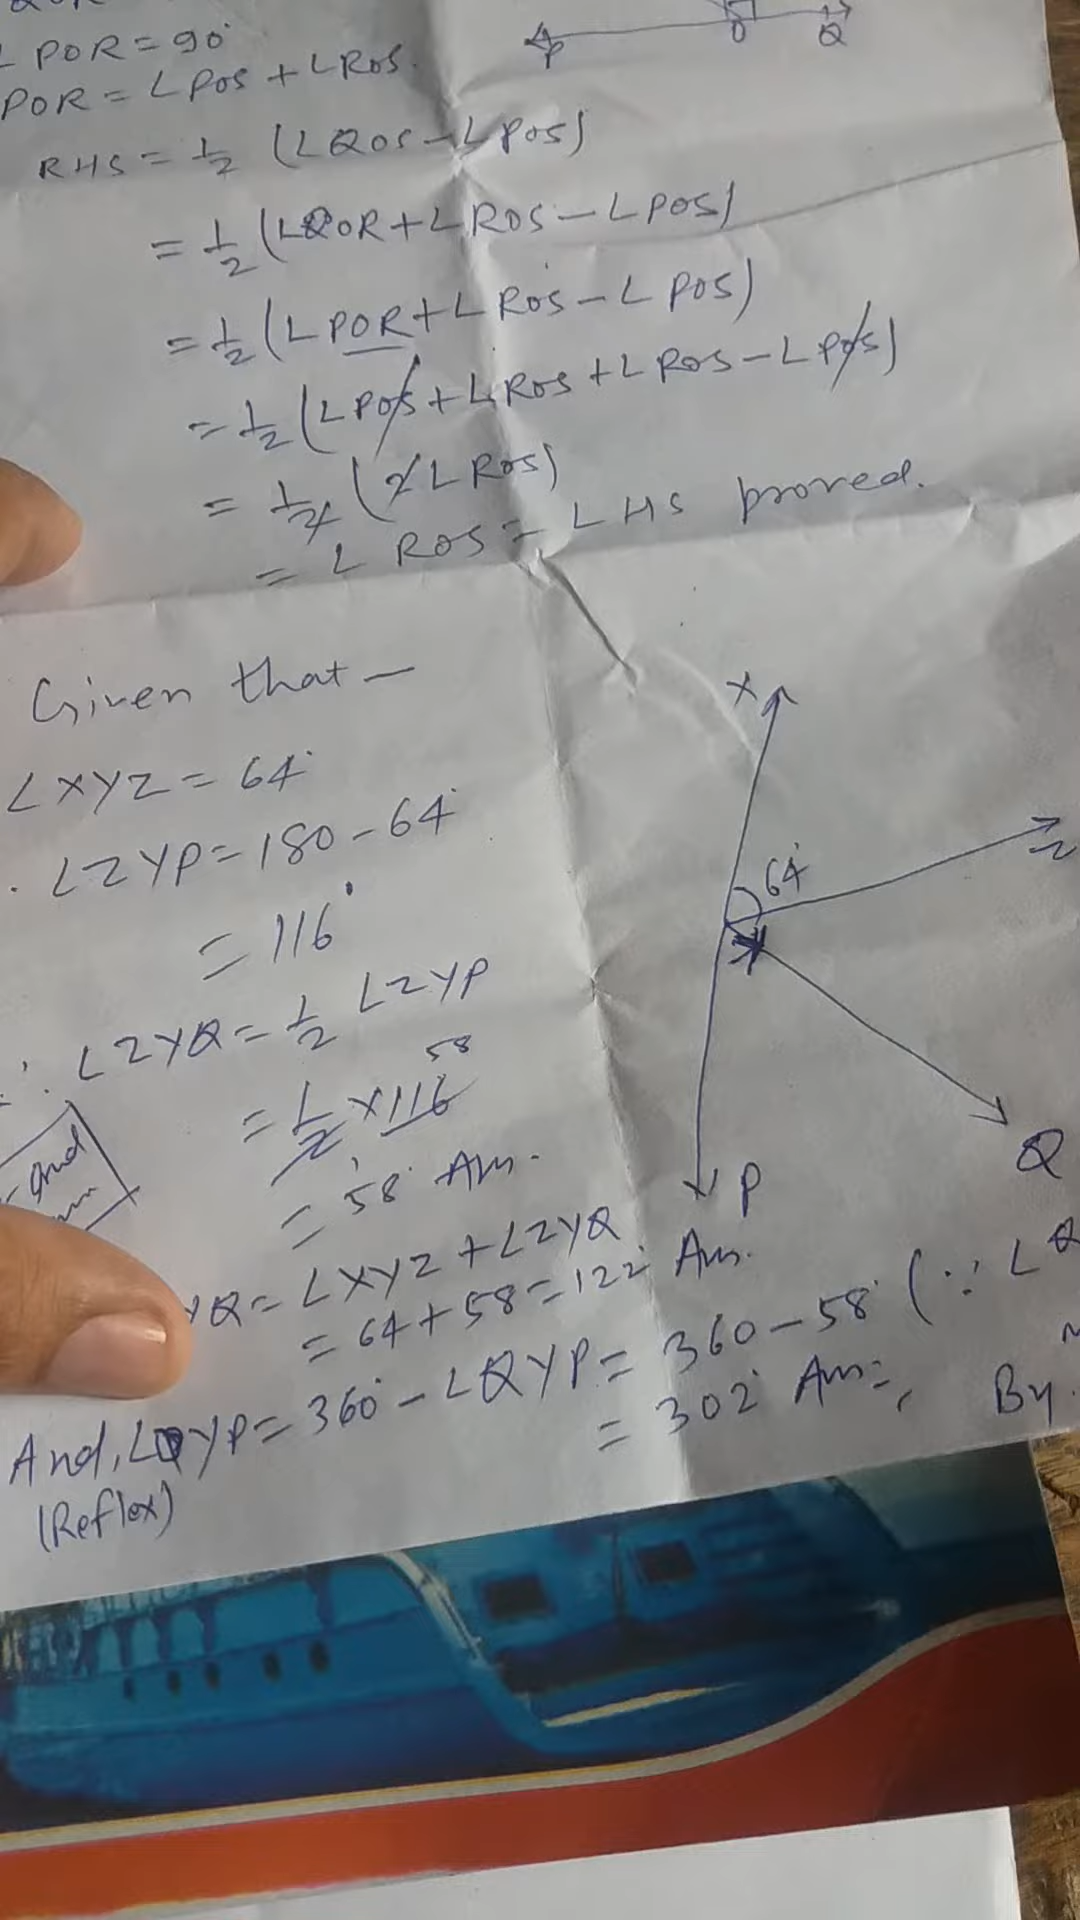 P O Q
∠POR = 90°
POR = ∠POS + ∠ROS.
RHS = 1/2 (∠QOS - ∠POS)
= 1/2 (∠QOR + ∠ROS - ∠POS)
= 1/2 (∠POR + ∠ROS - ∠POS)
= 1/2 (∠POS + ∠ROS + ∠ROS - ∠POS)
= 1/2 (2∠ROS)
= ∠ROS = LHS proved.
Given that —
∠XYZ = 64°
∠ZYP = 180 - 64°
= 116°
∴ ∠ZYQ = 1/2 ∠ZYP
= 1/2 × 116 58
= 58° Ans.
YQ = ∠XYZ + ∠ZYQ
= 64 + 58 = 122° Ans.
And, ∠QYP = 360° - ∠QYP = 360 - 58° (∵ ∠Q
(Reflex)
= 302° Ans, By
X
64°
Z
Y
Q
P
and